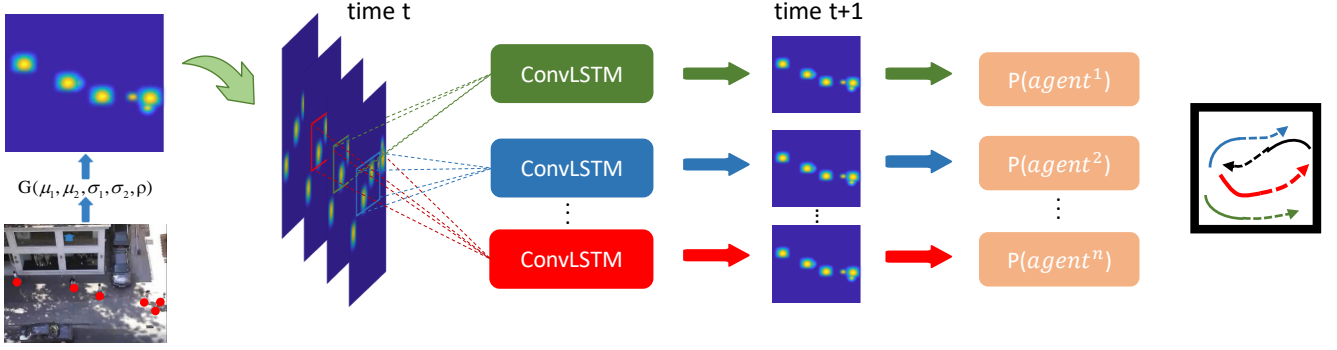 time t
time t+1
ConvLSTM
P(agent¹)
ConvLSTM
P(agent²)
G(μ₁,μ₂,σ₁,σ₂,ρ)
⋮
⋮
⋮
ConvLSTM
P(agentⁿ)